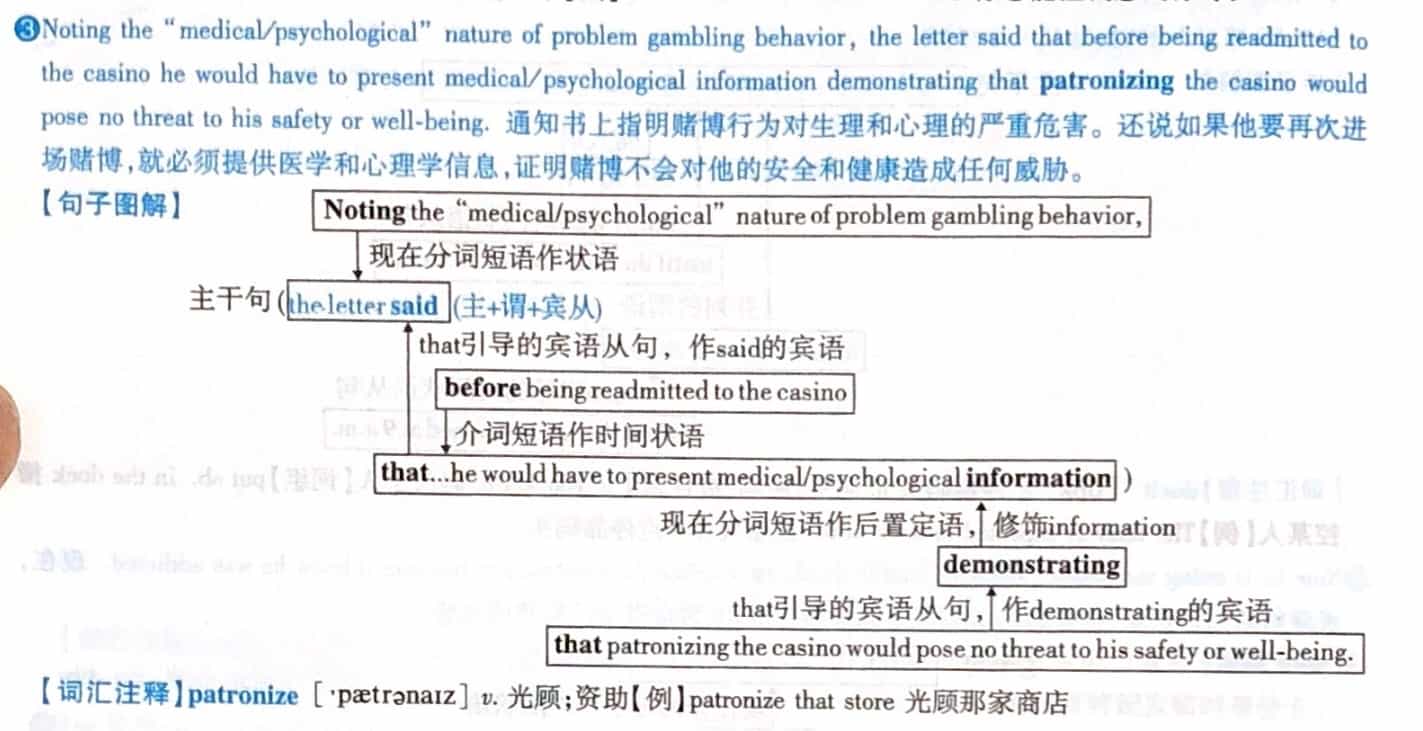 ❸Noting the “medical/psychological” nature of problem gambling behavior, the letter said that before being readmitted to
the casino he would have to present medical/psychological information demonstrating that patronizing the casino would
pose no threat to his safety or well-being. 通知书上指明赌博行为对生理和心理的严重危害。还说如果他要再次进
场赌博,就必须提供医学和心理学信息,证明赌博不会对他的安全和健康造成任何威胁。
【句子图解】
Noting the “medical/psychological” nature of problem gambling behavior,
现在分词短语作状语
主干句(the letter said (主+谓+宾从)
that引导的宾语从句，作said的宾语
before being readmitted to the casino
介词短语作时间状语
that...he would have to present medical/psychological information )
现在分词短语作后置定语，修饰information
demonstrating
that引导的宾语从句，作demonstrating的宾语
that patronizing the casino would pose no threat to his safety or well-being.
【词汇注释】patronize [ˈpætrənaɪz] v. 光顾;资助【例】patronize that store 光顾那家商店